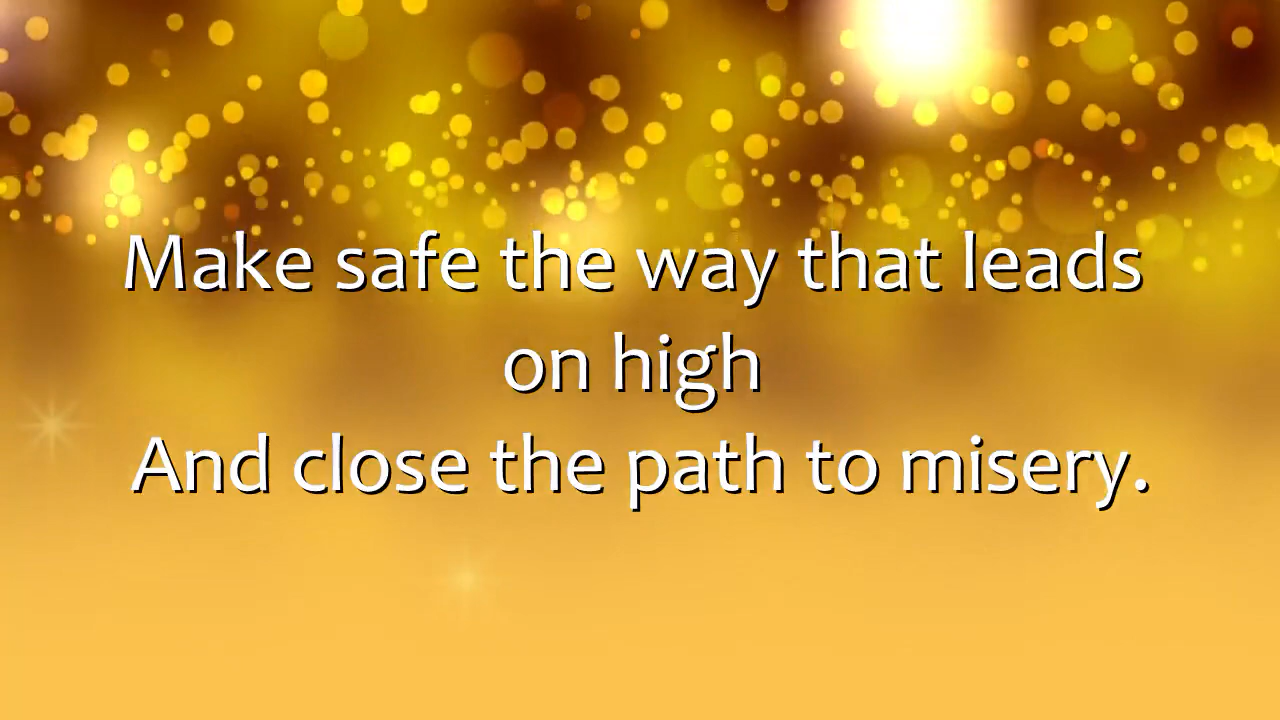 Make safe the way that leads
on high
And close the path to misery.